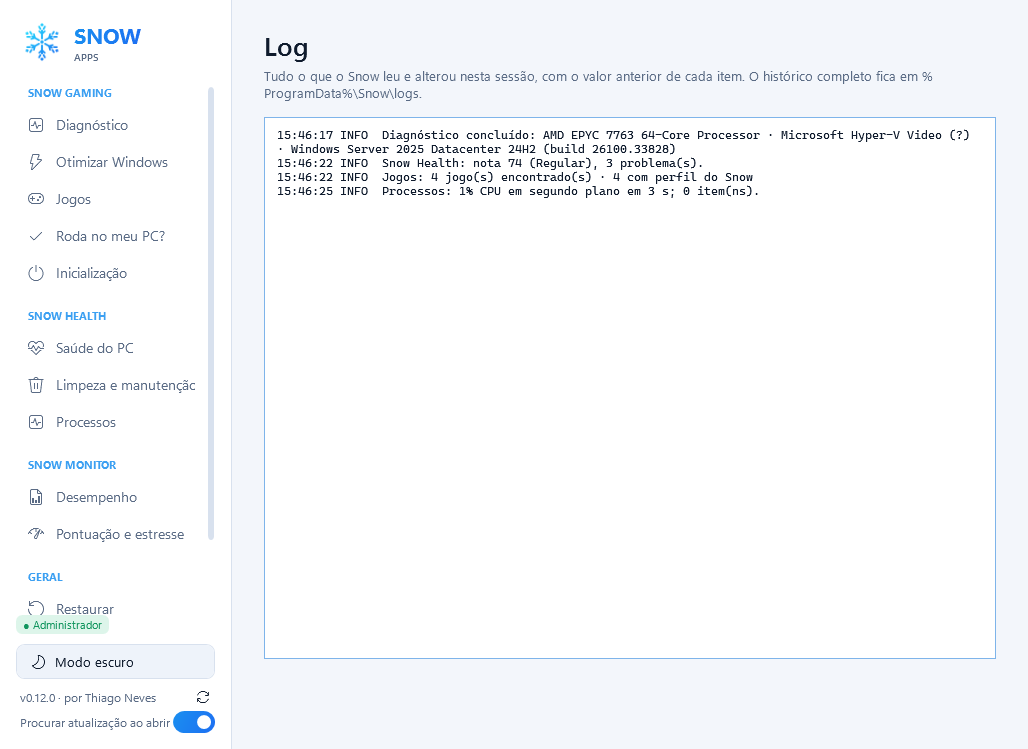 SNOW
APPS
SNOW GAMING
Diagnóstico
Otimizar Windows
Jogos
Roda no meu PC?
Inicialização
SNOW HEALTH
Saúde do PC
Limpeza e manutençã
Processos
SNOW MONITOR
Desempenho
Pontuação e estresse
GERAL
Restaurar
● Administrador
Modo escuro
v0.12.0 · por Thiago Neves
Procurar atualização ao abrir
Log
Tudo o que o Snow leu e alterou nesta sessão, com o valor anterior de cada item. O histórico completo fica em %
ProgramData%\Snow\logs.
15:46:17 INFO  Diagnóstico concluído: AMD EPYC 7763 64-Core Processor · Microsoft Hyper-V Video (?)
· Windows Server 2025 Datacenter 24H2 (build 26100.33828)
15:46:22 INFO  Snow Health: nota 74 (Regular), 3 problema(s).
15:46:22 INFO  Jogos: 4 jogo(s) encontrado(s) · 4 com perfil do Snow
15:46:25 INFO  Processos: 1% CPU em segundo plano em 3 s; 0 item(ns).